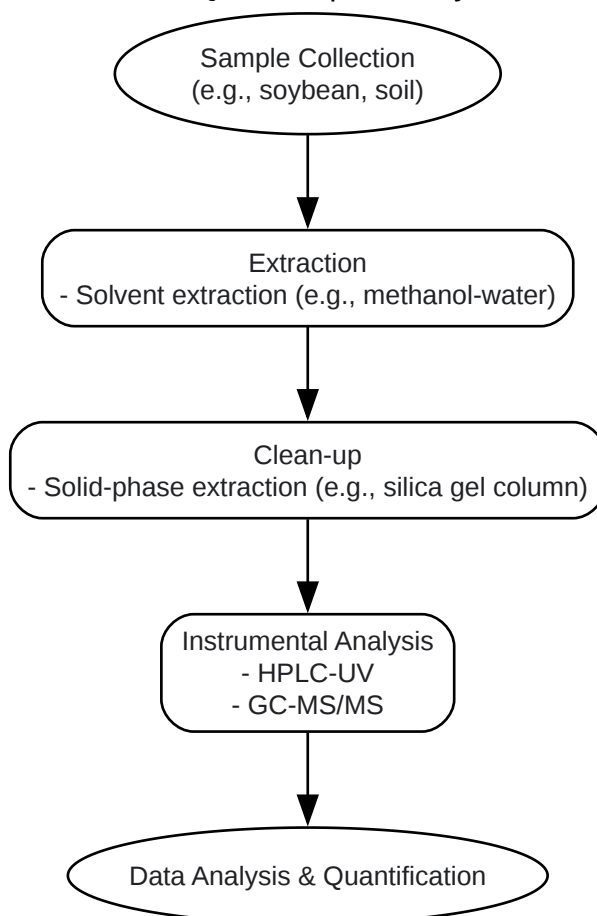 Sample Collection
(e.g., soybean, soil)
Extraction
- Solvent extraction (e.g., methanol-water)
Clean-up
- Solid-phase extraction (e.g., silica gel column)
Instrumental Analysis
- HPLC-UV
- GC-MS/MS
Data Analysis & Quantification